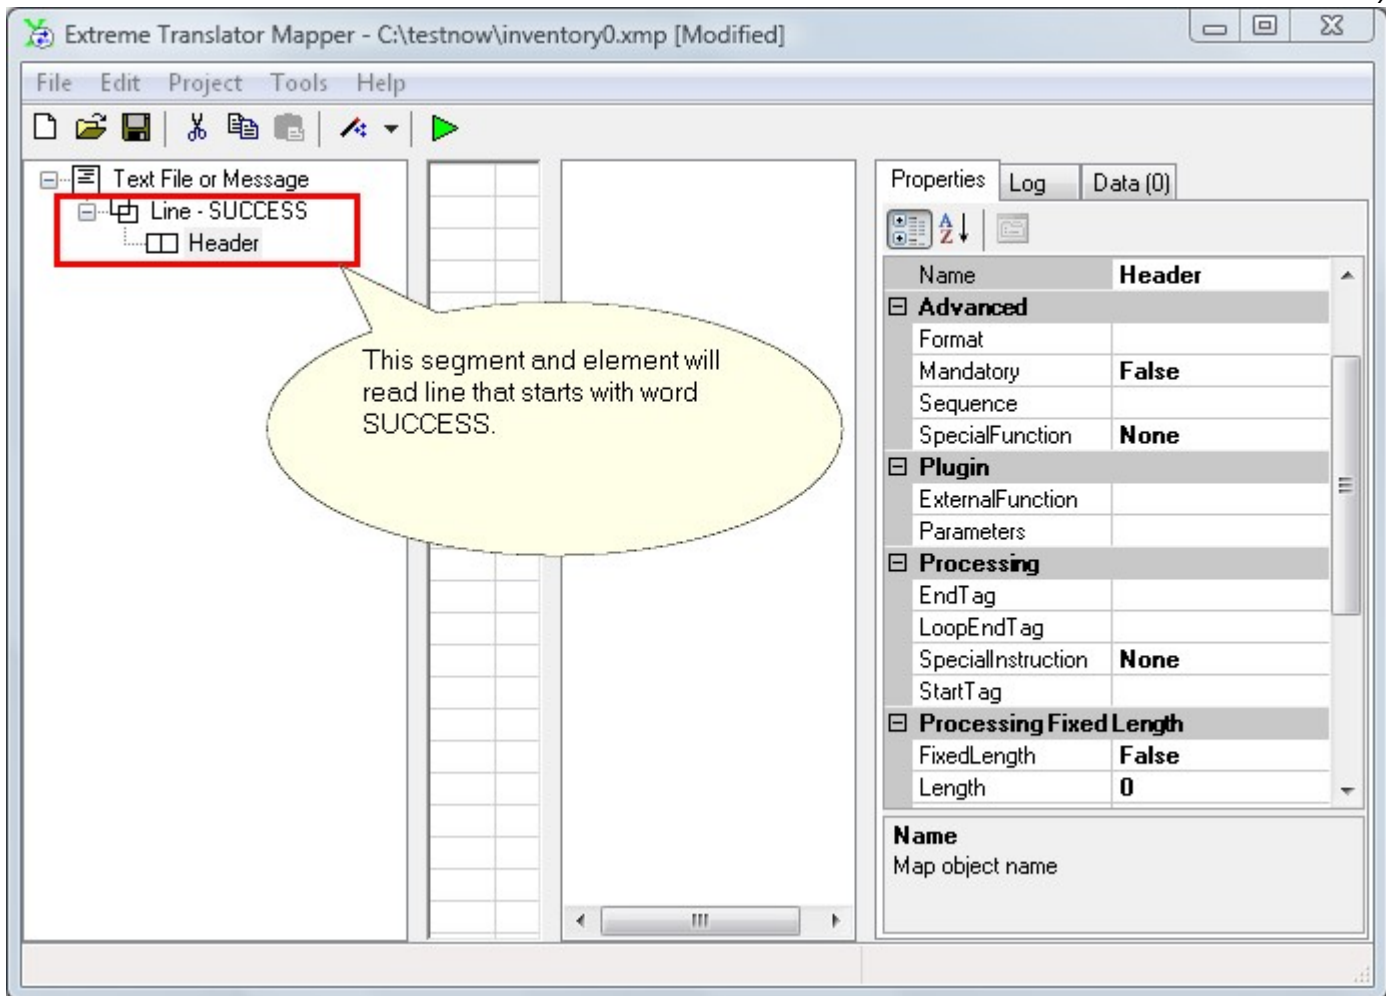 Extreme Translator Mapper - C:\testnow\inventory0.xmp [Modified]
File Edit Project Tools Help
Text File or Message
Line - SUCCESS
Header
This segment and element will
read line that starts with word
SUCCESS.
Properties Log Data (0)
Name Header
Advanced
Format
Mandatory False
Sequence
SpecialFunction None
Plugin
ExternalFunction
Parameters
Processing
EndTag
LoopEndTag
SpecialInstruction None
StartTag
Processing Fixed Length
FixedLength False
Length 0
Name
Map object name